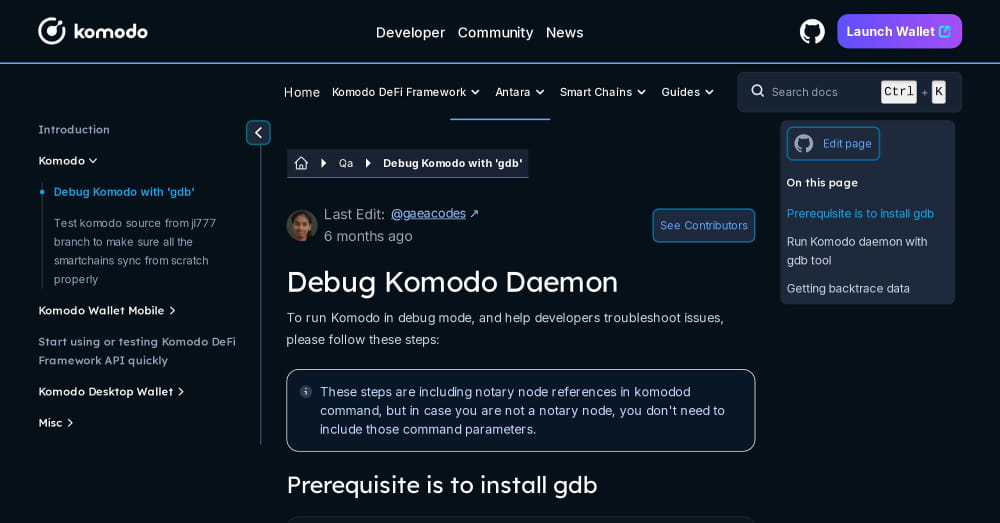 komodo
Developer Community News
Launch Wallet
Home Komodo DeFi Framework Antara Smart Chains Guides
Search docs Ctrl + K
Introduction
Komodo
Debug Komodo with 'gdb'
Test komodo source from jl777
branch to make sure all the
smartchains sync from scratch
properly
Komodo Wallet Mobile
Start using or testing Komodo DeFi
Framework API quickly
Komodo Desktop Wallet
Misc
Qa Debug Komodo with 'gdb'
Last Edit: @gaeacodes ↗
6 months ago
See Contributors
Debug Komodo Daemon
To run Komodo in debug mode, and help developers troubleshoot issues,
please follow these steps:
These steps are including notary node references in komodod
command, but in case you are not a notary node, you don't need to
include those command parameters.
Prerequisite is to install gdb
Edit page
On this page
Prerequisite is to install gdb
Run Komodo daemon with
gdb tool
Getting backtrace data